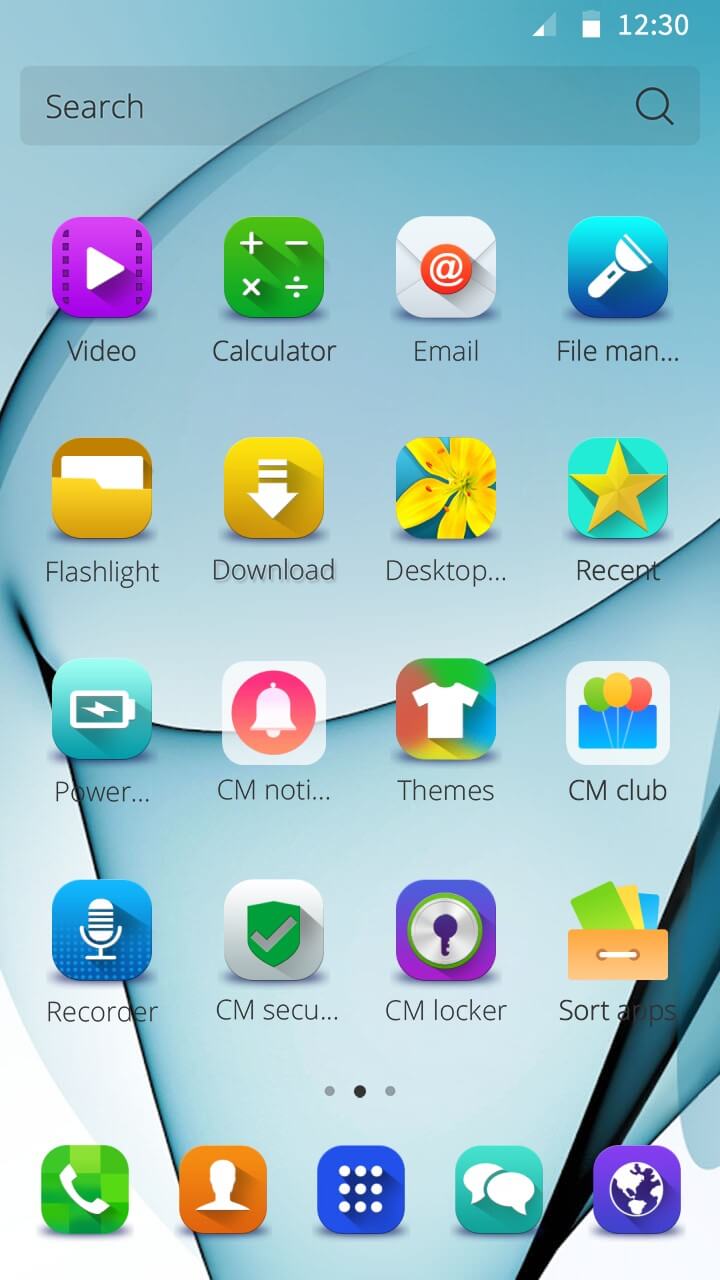 12:30
Search
Video Calculator Email File man...
Flashlight Download Desktop... Recent
Power... CM noti... Themes CM club
Recorder CM secu... CM locker Sort apps